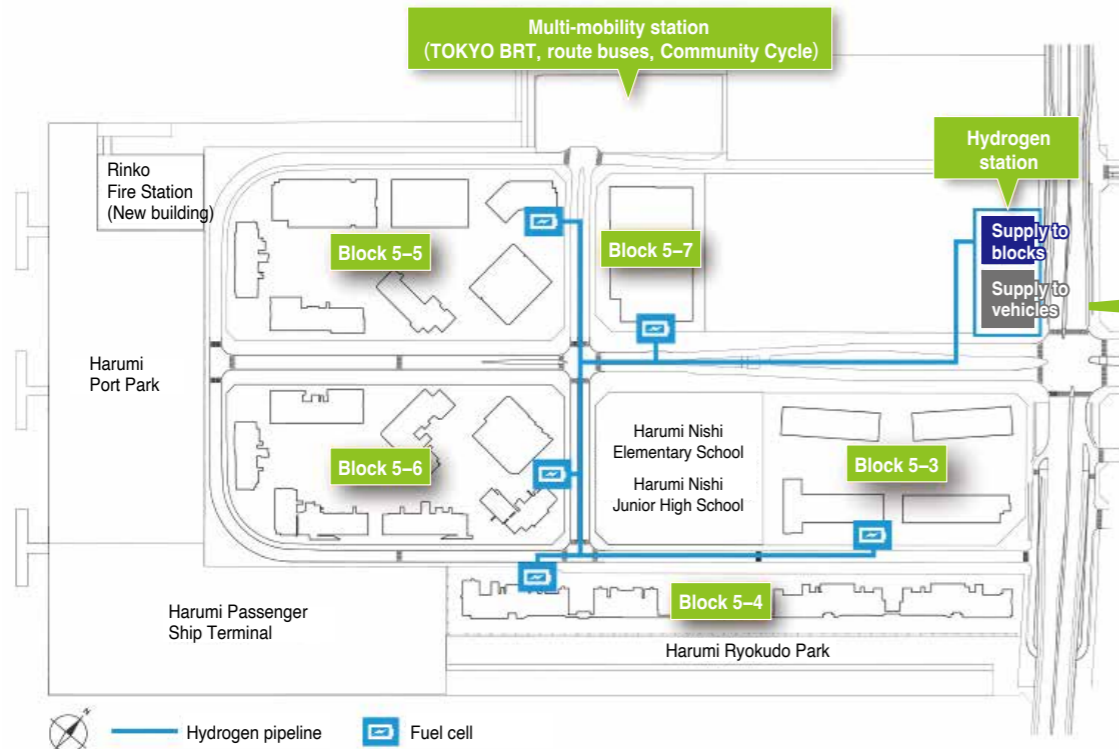 Multi-mobility station
(TOKYO BRT, route buses, Community Cycle)
Hydrogen
station
Rinko
Fire Station
(New building)
Supply to
blocks
Block 5–5
Block 5–7
Supply to
vehicles
Harumi
Port Park
Harumi Nishi
Elementary School
Block 5–6
Block 5–3
Harumi Nishi
Junior High School
Block 5–4
Harumi Passenger
Ship Terminal
Harumi Ryokudo Park
N
Hydrogen pipeline
Fuel cell